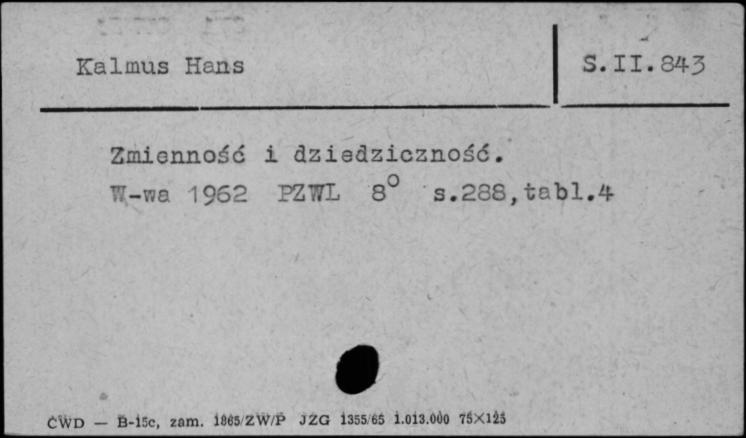 Kalmus Hans
S.II.843
Zmienność i dziedziczność.
W-wa 1962 PZWL 8° s.288,tabl.4
CWD — B-15c, zam. 1865/ZW/P JZG 1355/65 1.013.000 75×125